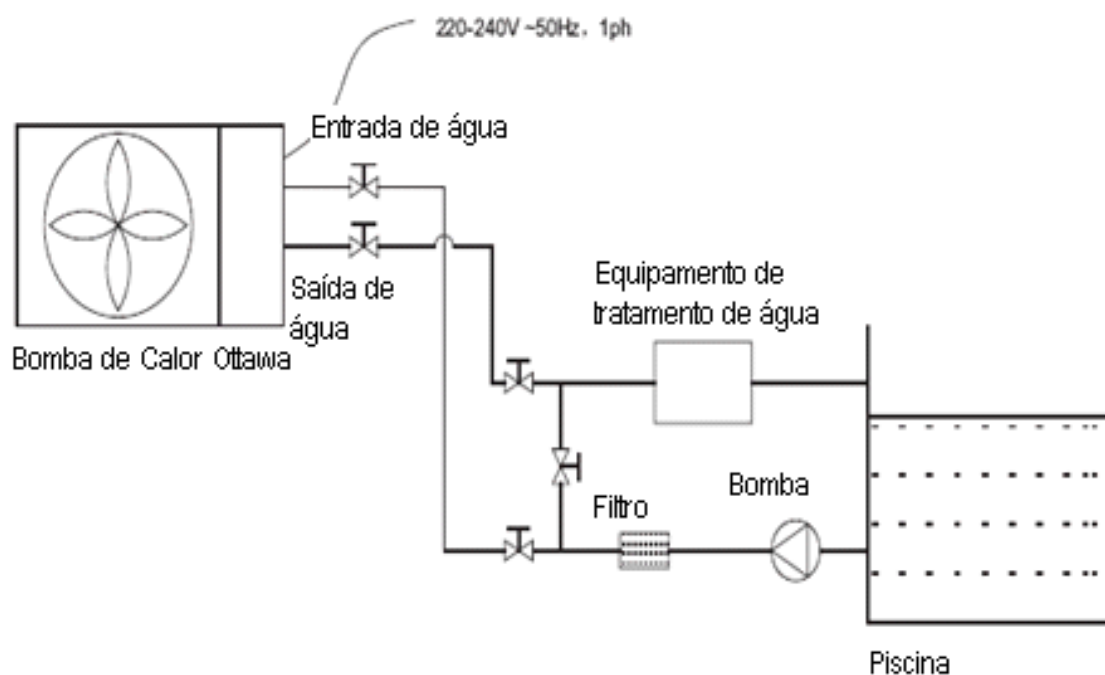 220-240V ~50Hz, 1ph
Entrada de água
Saída de
água
Bomba de Calor Ottawa
Equipamento de
tratamento de água
Filtro
Bomba
Piscina